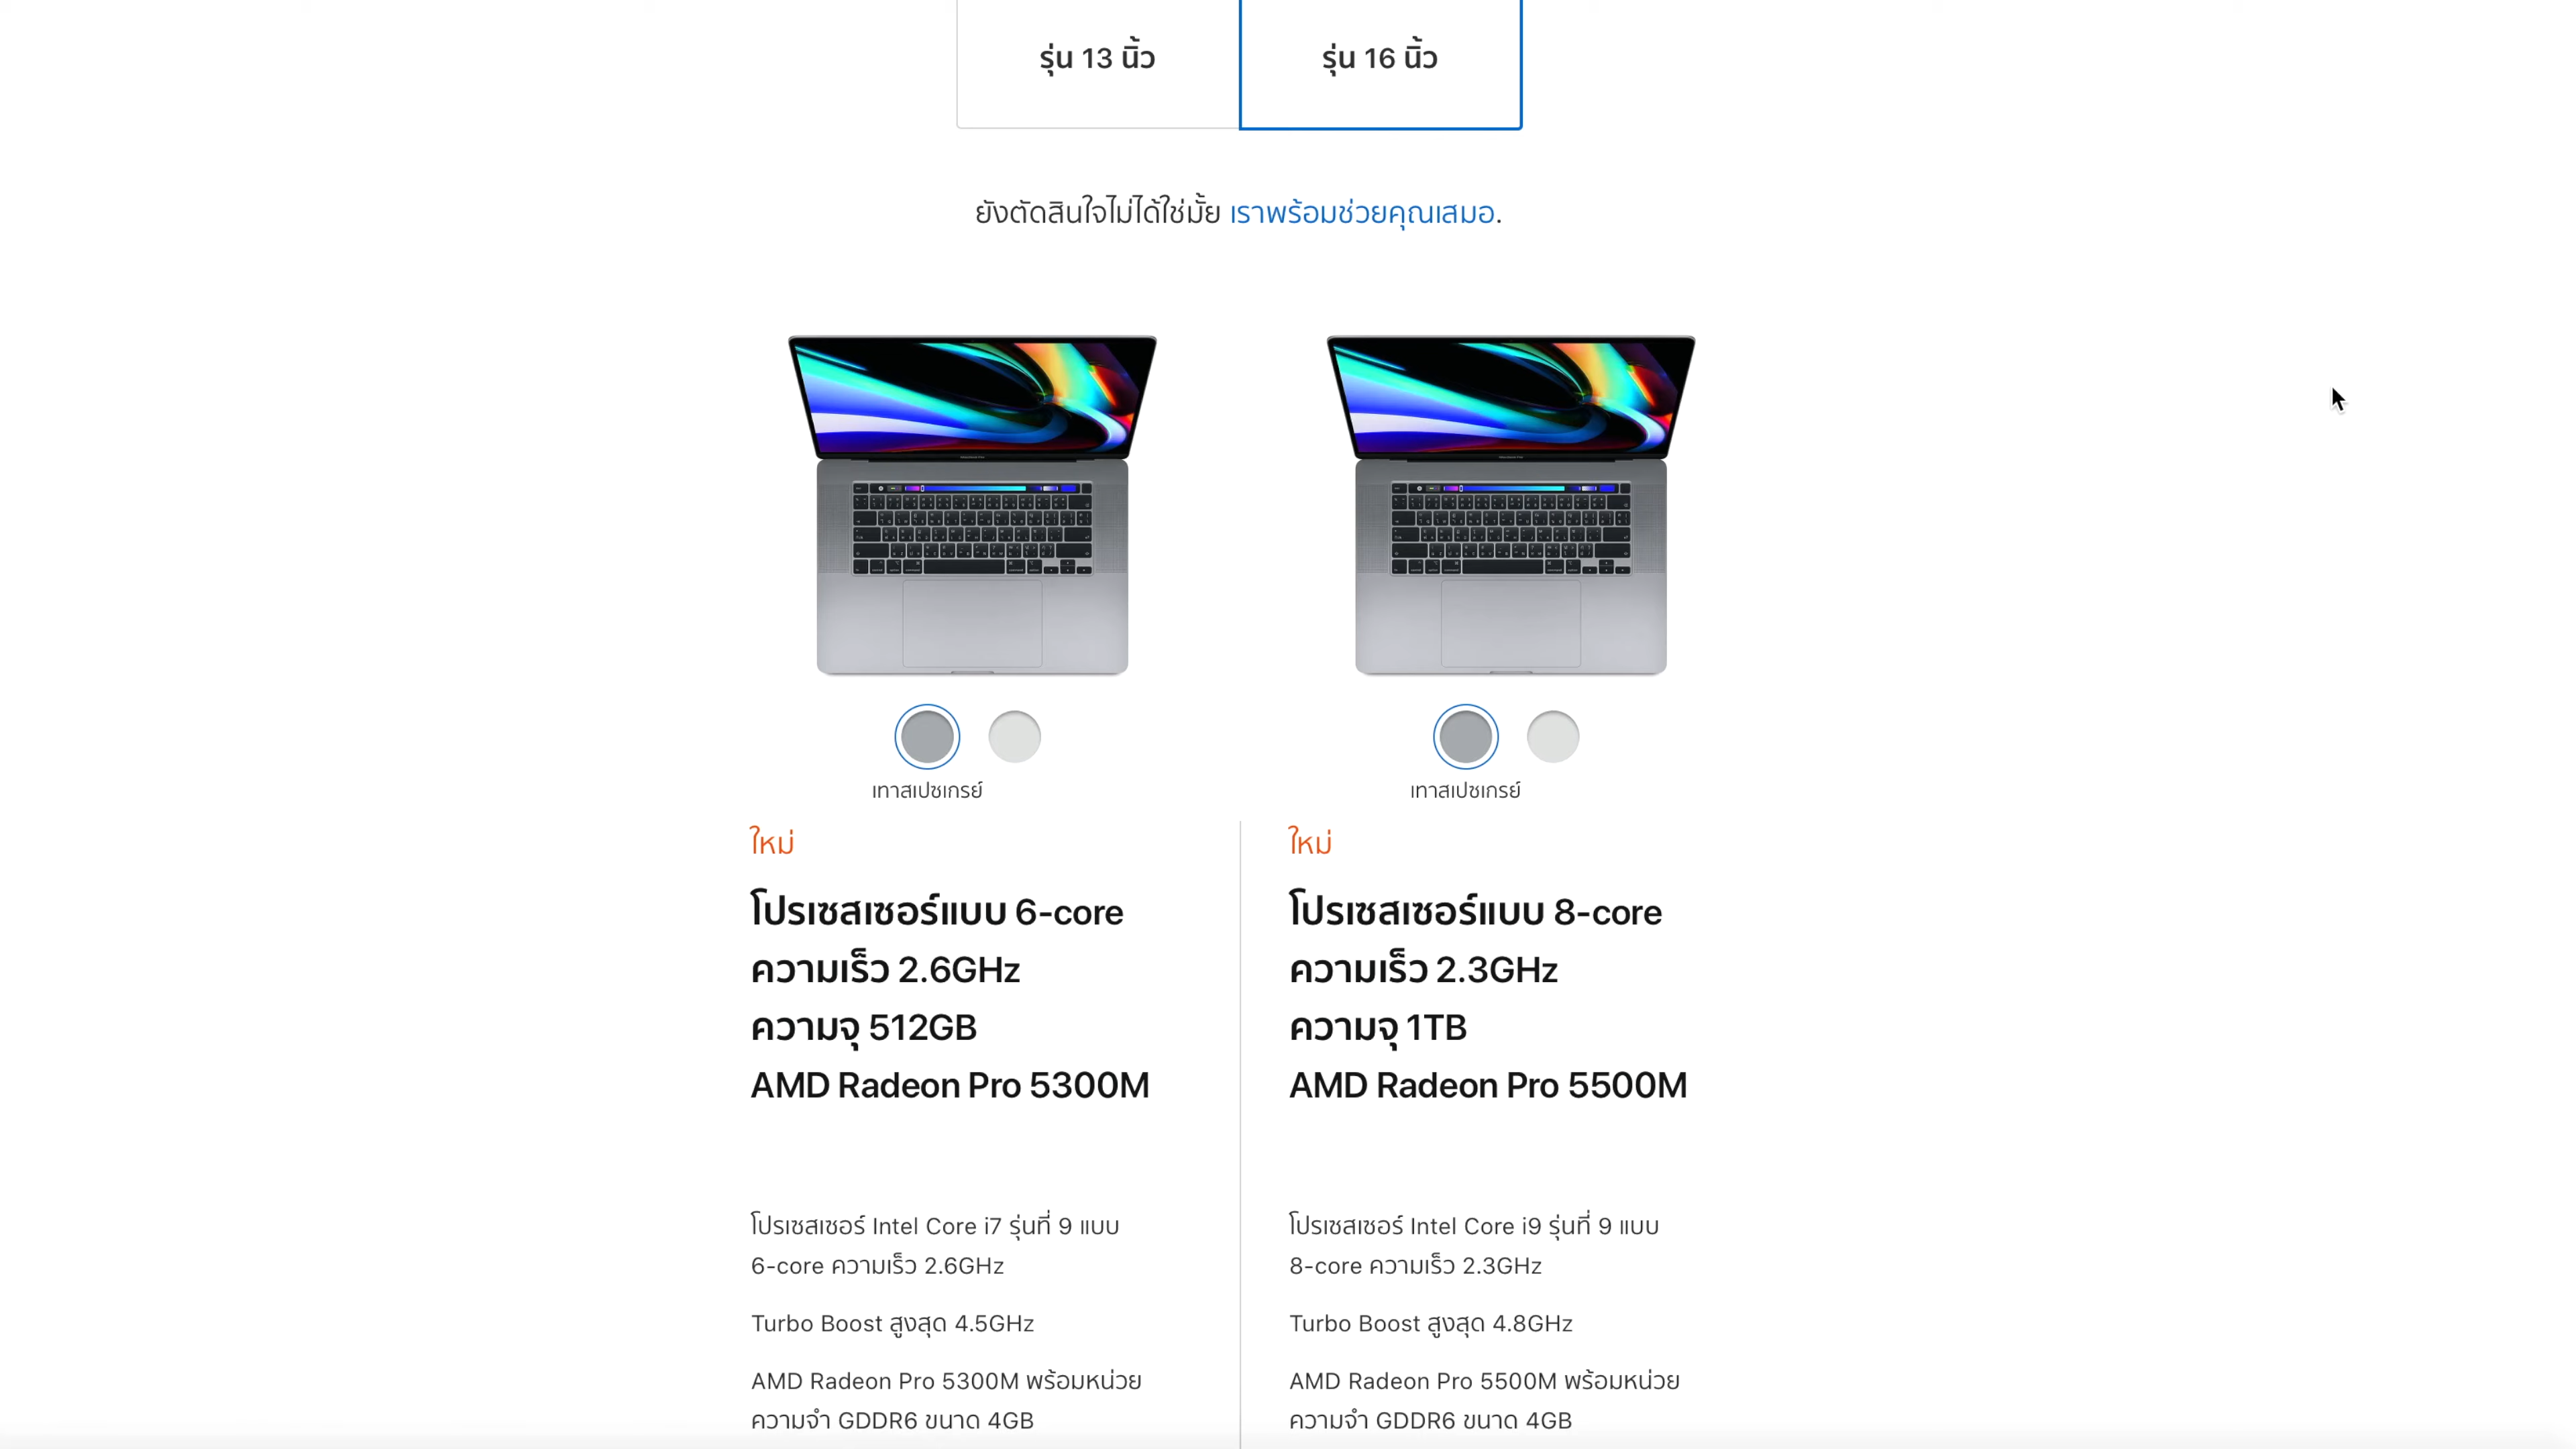 รุ่น 13 นิ้ว
รุ่น 16 นิ้ว
ยังตัดสินใจไม่ได้ใช่มั้ย เราพร้อมช่วยคุณเสมอ.
เทาสเปซเกรย์
เทาสเปซเกรย์
ใหม่
โปรเซสเซอร์แบบ 6-core
ความเร็ว 2.6GHz
ความจุ 512GB
AMD Radeon Pro 5300M
โปรเซสเซอร์ Intel Core i7 รุ่นที่ 9 แบบ
6-core ความเร็ว 2.6GHz
Turbo Boost สูงสุด 4.5GHz
AMD Radeon Pro 5300M พร้อมหน่วย
ความจำ GDDR6 ขนาด 4GB
ใหม่
โปรเซสเซอร์แบบ 8-core
ความเร็ว 2.3GHz
ความจุ 1TB
AMD Radeon Pro 5500M
โปรเซสเซอร์ Intel Core i9 รุ่นที่ 9 แบบ
8-core ความเร็ว 2.3GHz
Turbo Boost สูงสุด 4.8GHz
AMD Radeon Pro 5500M พร้อมหน่วย
ความจำ GDDR6 ขนาด 4GB